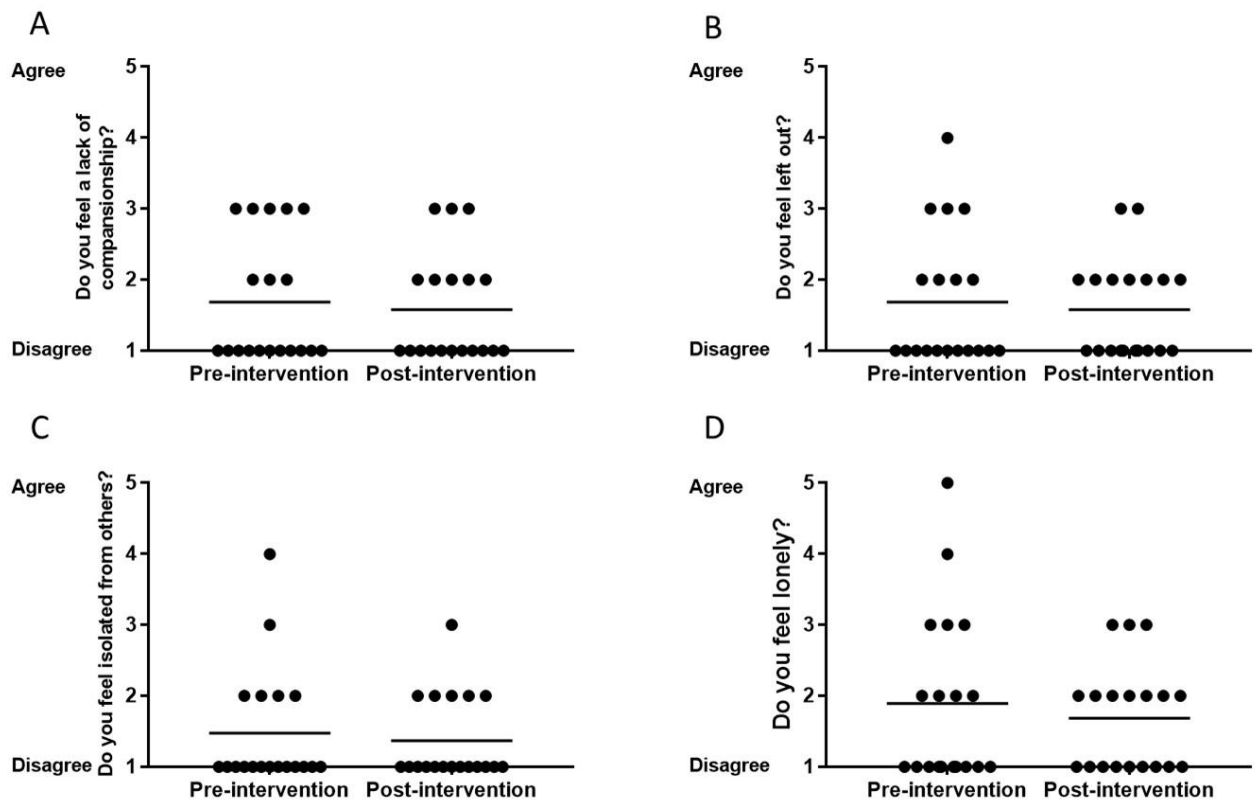 A
Agree
Do you feel a lack of
compansionship?
5
4
3
2
1
Disagree
Pre-intervention
Post-intervention
B
Agree
Do you feel left out?
5
4
3
2
1
Disagree
Pre-intervention
Post-intervention
C
Agree
Do you feel isolated from others?
5
4
3
2
1
Disagree
Pre-intervention
Post-intervention
D
Agree
Do you feel lonely?
5
4
3
2
1
Disagree
Pre-intervention
Post-intervention